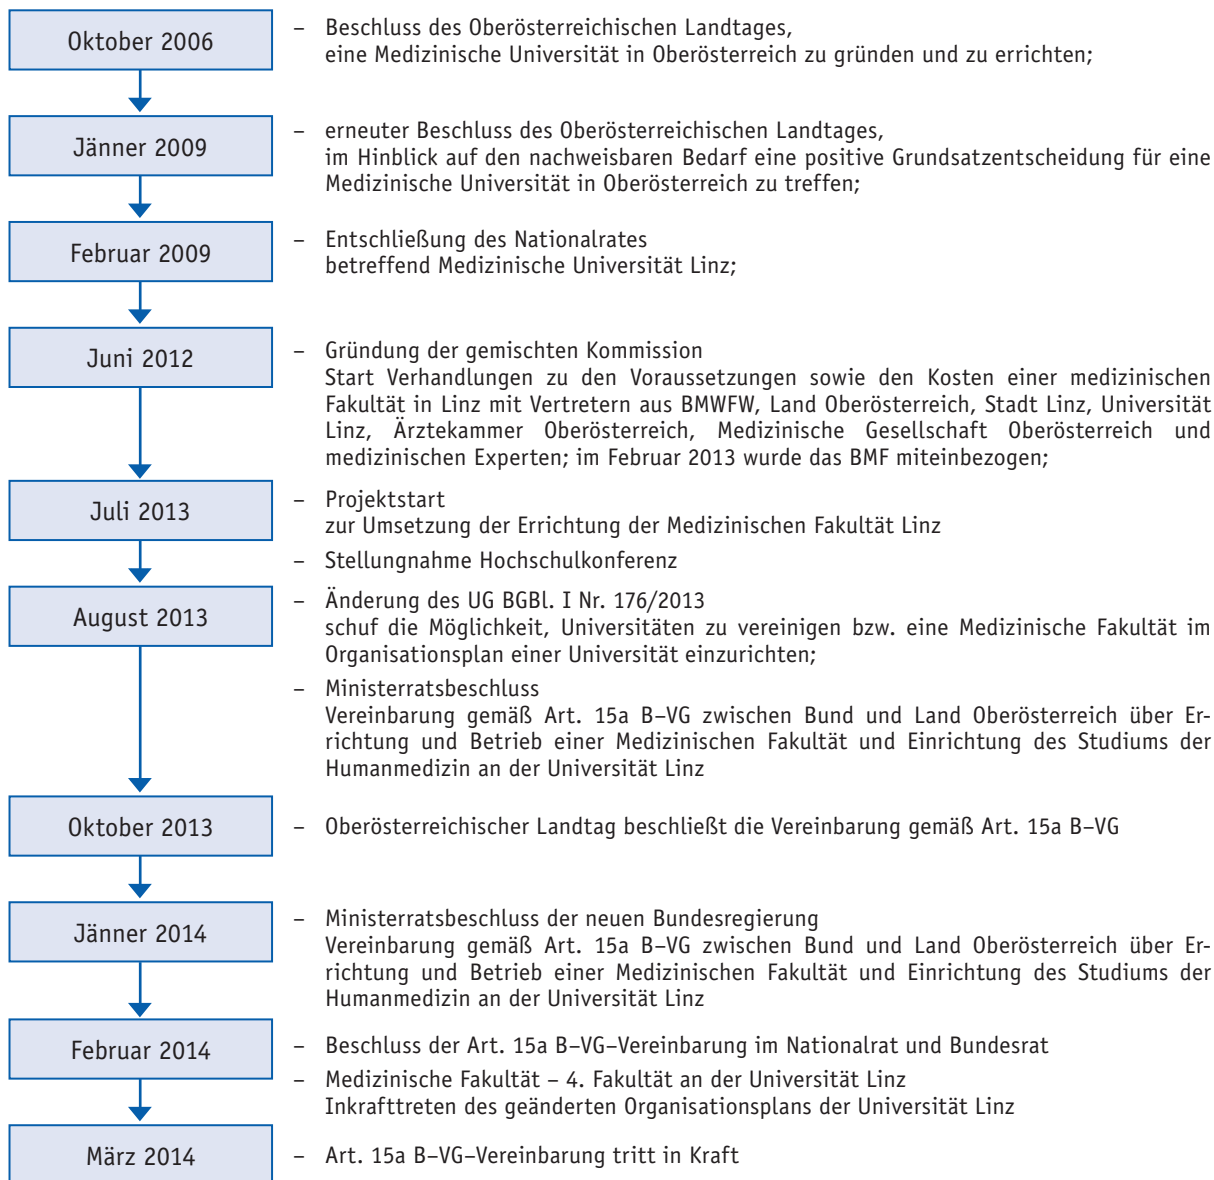 Oktober 2006
– Beschluss des Oberösterreichischen Landtages,
eine Medizinische Universität in Oberösterreich zu gründen und zu errichten;
Jänner 2009
– erneuter Beschluss des Oberösterreichischen Landtages,
im Hinblick auf den nachweisbaren Bedarf eine positive Grundsatzentscheidung für eine
Medizinische Universität in Oberösterreich zu treffen;
Februar 2009
– Entschließung des Nationalrates
betreffend Medizinische Universität Linz;
Juni 2012
– Gründung der gemischten Kommission
Start Verhandlungen zu den Voraussetzungen sowie den Kosten einer medizinischen
Fakultät in Linz mit Vertretern aus BMWFW, Land Oberösterreich, Stadt Linz, Universität
Linz, Ärztekammer Oberösterreich, Medizinische Gesellschaft Oberösterreich und
medizinischen Experten; im Februar 2013 wurde das BMF miteinbezogen;
Juli 2013
– Projektstart
zur Umsetzung der Errichtung der Medizinischen Fakultät Linz
– Stellungnahme Hochschulkonferenz
August 2013
– Änderung des UG BGBl. I Nr. 176/2013
schuf die Möglichkeit, Universitäten zu vereinigen bzw. eine Medizinische Fakultät im
Organisationsplan einer Universität einzurichten;
– Ministerratsbeschluss
Vereinbarung gemäß Art. 15a B–VG zwischen Bund und Land Oberösterreich über Er-
richtung und Betrieb einer Medizinischen Fakultät und Einrichtung des Studiums der
Humanmedizin an der Universität Linz
Oktober 2013
– Oberösterreichischer Landtag beschließt die Vereinbarung gemäß Art. 15a B–VG
Jänner 2014
– Ministerratsbeschluss der neuen Bundesregierung
Vereinbarung gemäß Art. 15a B–VG zwischen Bund und Land Oberösterreich über Er-
richtung und Betrieb einer Medizinischen Fakultät und Einrichtung des Studiums der
Humanmedizin an der Universität Linz
Februar 2014
– Beschluss der Art. 15a B–VG–Vereinbarung im Nationalrat und Bundesrat
– Medizinische Fakultät – 4. Fakultät an der Universität Linz
Inkrafttreten des geänderten Organisationsplans der Universität Linz
März 2014
– Art. 15a B–VG–Vereinbarung tritt in Kraft